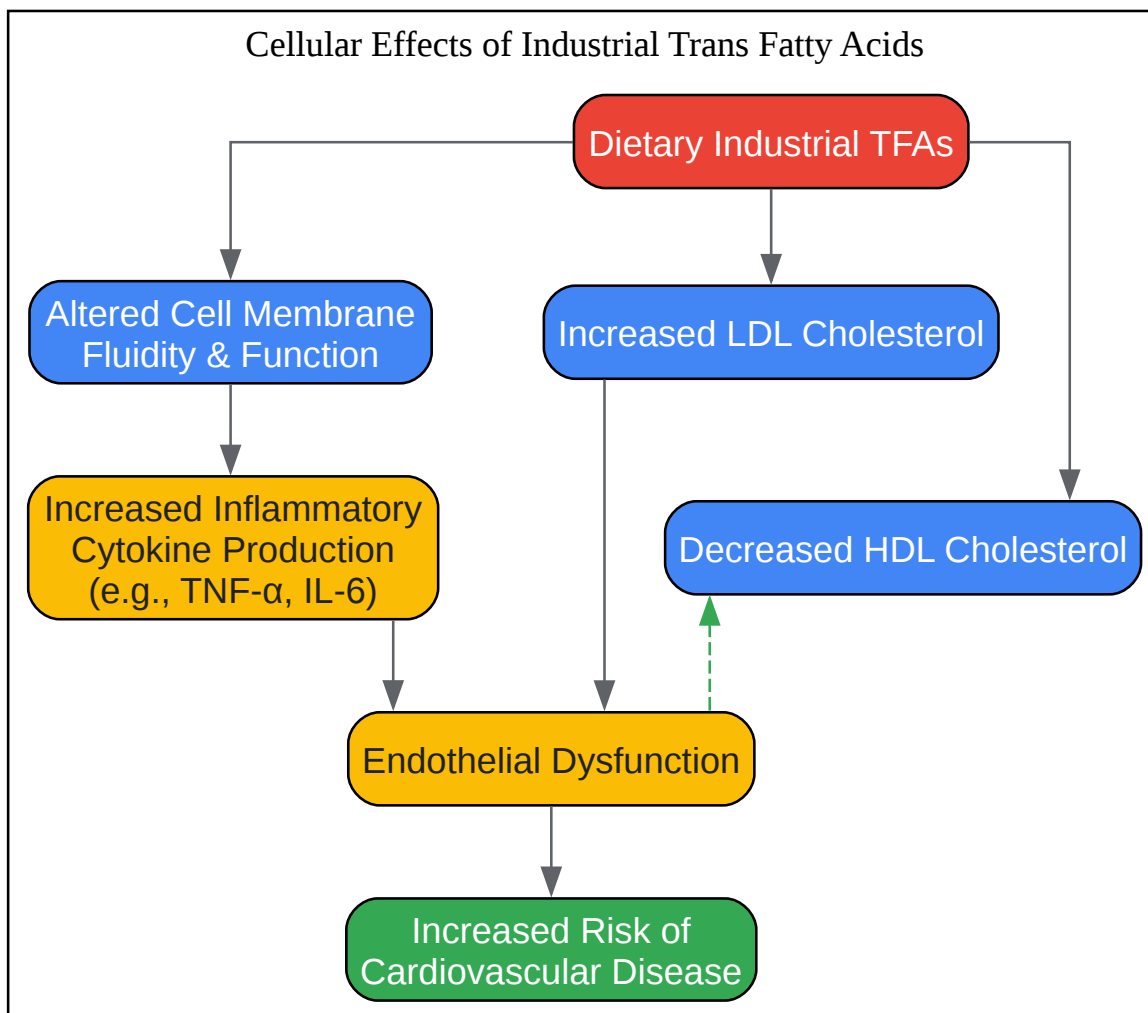 Cellular Effects of Industrial Trans Fatty Acids
Dietary Industrial TFAs
Altered Cell Membrane
Fluidity & Function
Increased LDL Cholesterol
Increased Inflammatory
Cytokine Production
(e.g., TNF-α, IL-6)
Decreased HDL Cholesterol
Endothelial Dysfunction
Increased Risk of
Cardiovascular Disease